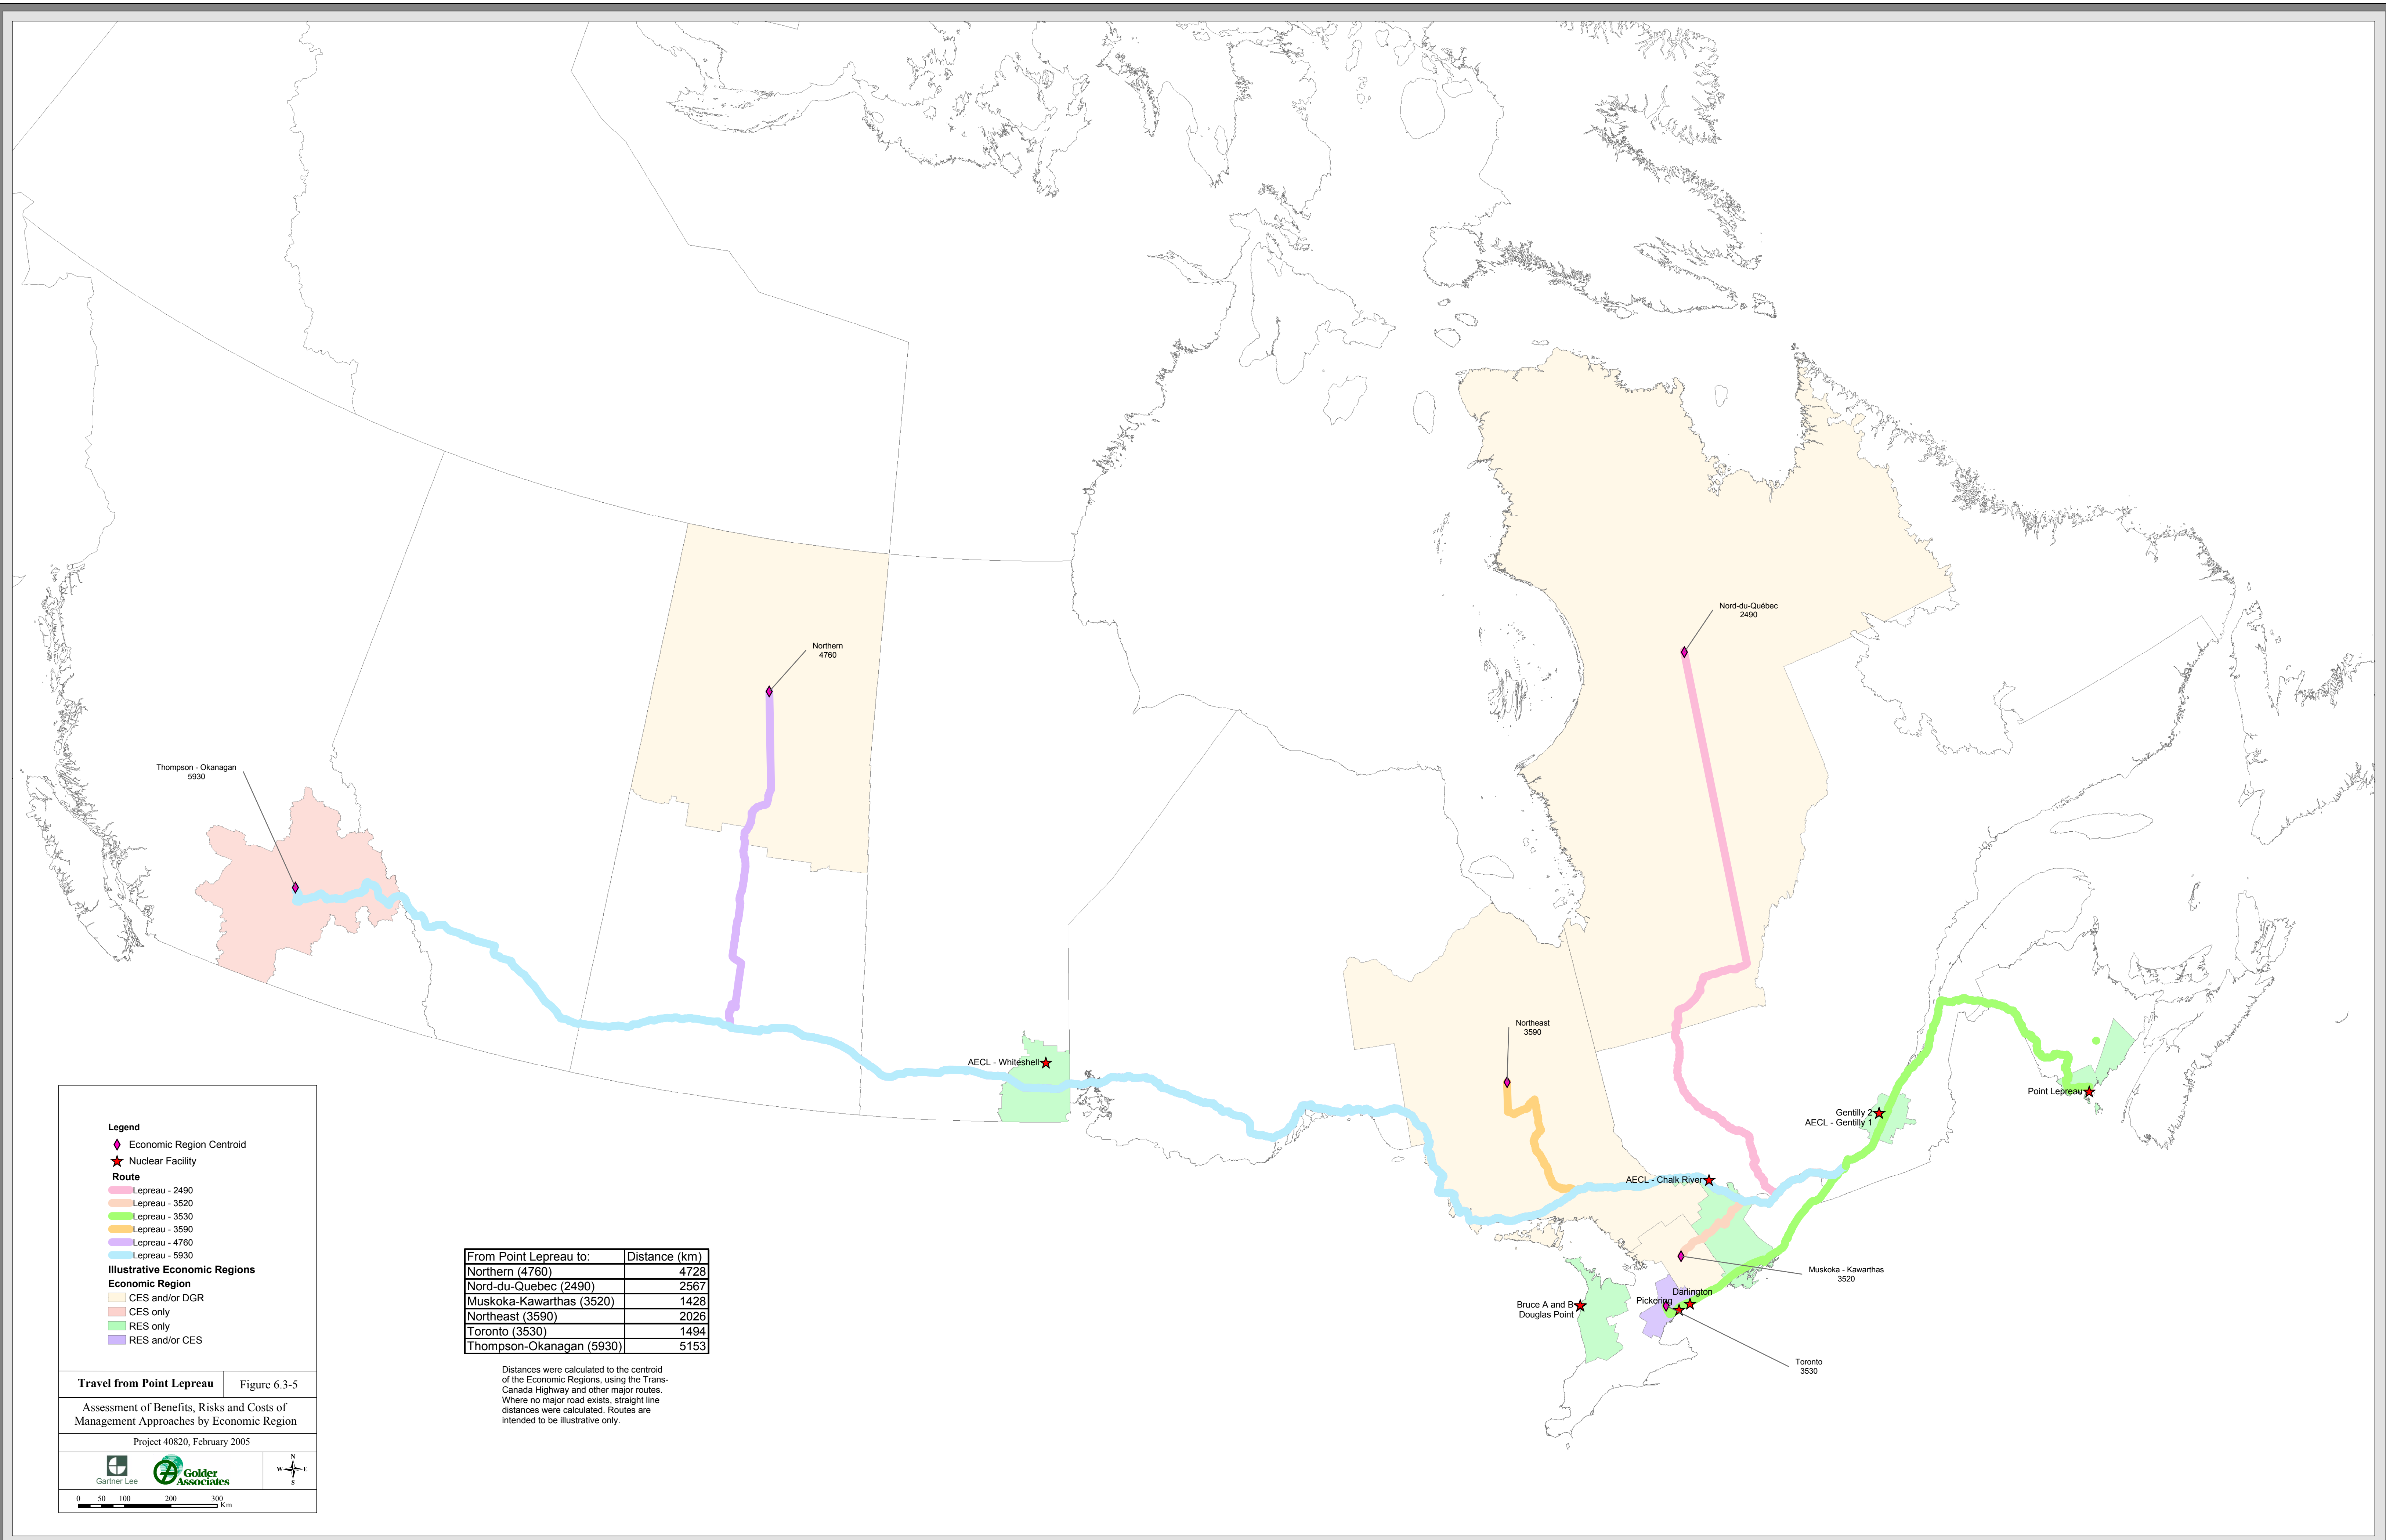 Nord-du-Québec
2490
Northern
4760
Thompson - Okanagan
5930
Northeast
3590
AECL - Whiteshell
Point Lepreau
Gentilly 2
AECL - Gentilly 1
AECL - Chalk River
Muskoka - Kawarthas
3520
Darlington
Pickering
Bruce A and B
Douglas Point
Toronto
3530
Legend
Economic Region Centroid
Nuclear Facility
Route
Lepreau - 2490
Lepreau - 3520
Lepreau - 3530
Lepreau - 3590
Lepreau - 4760
Lepreau - 5930
Illustrative Economic Regions
Economic Region
CES and/or DGR
CES only
RES only
RES and/or CES
Travel from Point Lepreau Figure 6.3-5
Assessment of Benefits, Risks and Costs of
Management Approaches by Economic Region
Project 40820, February 2005
Gartner Lee
Golder
Associates
N
W E
S
0 50 100 200 300
Km
From Point Lepreau to: Distance (km)
Northern (4760) 4728
Nord-du-Quebec (2490) 2567
Muskoka-Kawarthas (3520) 1428
Northeast (3590) 2026
Toronto (3530) 1494
Thompson-Okanagan (5930) 5153
Distances were calculated to the centroid
of the Economic Regions, using the Trans-
Canada Highway and other major routes.
Where no major road exists, straight line
distances were calculated. Routes are
intended to be illustrative only.